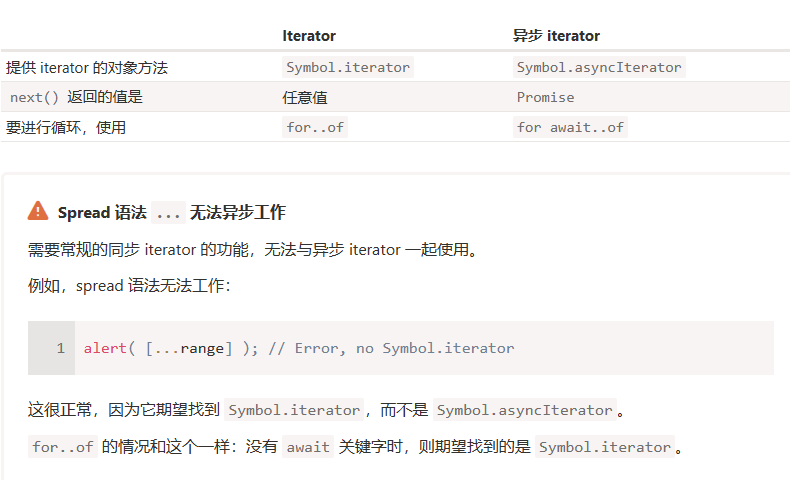 Iterator 异步 iterator
提供 iterator 的对象方法 Symbol.iterator Symbol.asyncIterator
next() 返回的值是 任意值 Promise
要进行循环，使用 for..of for await..of
Spread 语法 ... 无法异步工作
需要常规的同步 iterator 的功能，无法与异步 iterator 一起使用。
例如，spread 语法无法工作：
1 alert( [...range] ); // Error, no Symbol.iterator
这很正常，因为它期望找到 Symbol.iterator，而不是 Symbol.asyncIterator。
for..of 的情况和这个一样：没有 await 关键字时，则期望找到的是 Symbol.iterator。